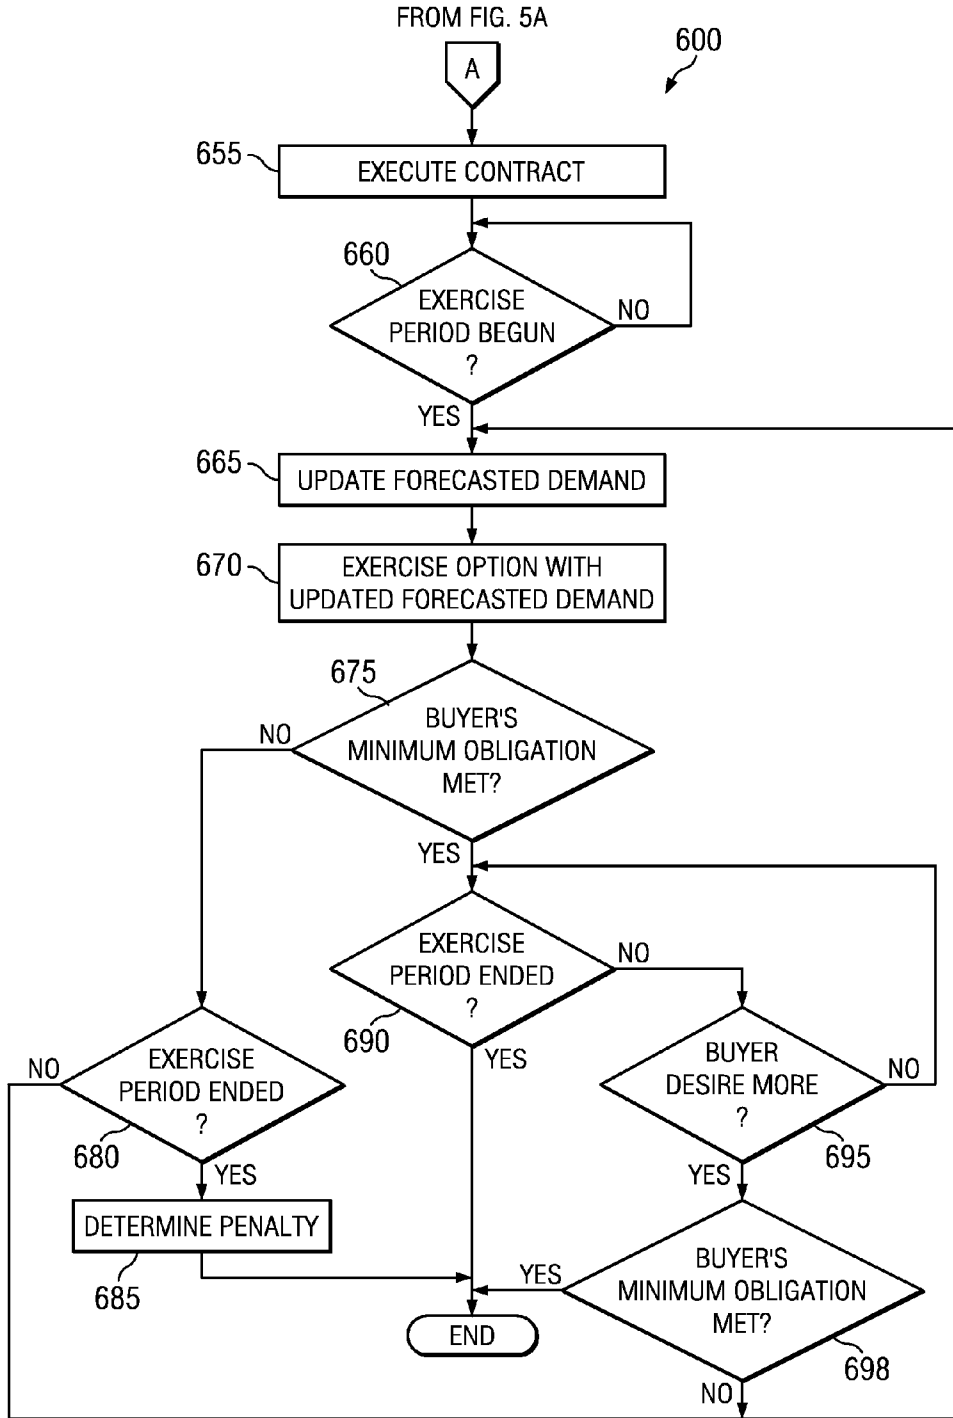 FROM FIG. 5A
A
600
655
EXECUTE CONTRACT
660
EXERCISE
PERIOD BEGUN
?
NO
YES
665
UPDATE FORECASTED DEMAND
670
EXERCISE OPTION WITH
UPDATED FORECASTED DEMAND
675
BUYER'S
MINIMUM OBLIGATION
MET?
NO
YES
EXERCISE
PERIOD ENDED
?
NO
690
YES
EXERCISE
PERIOD ENDED
?
NO
680
YES
BUYER
DESIRE MORE
?
NO
695
YES
DETERMINE PENALTY
685
BUYER'S
MINIMUM OBLIGATION
MET?
YES
698
NO
END